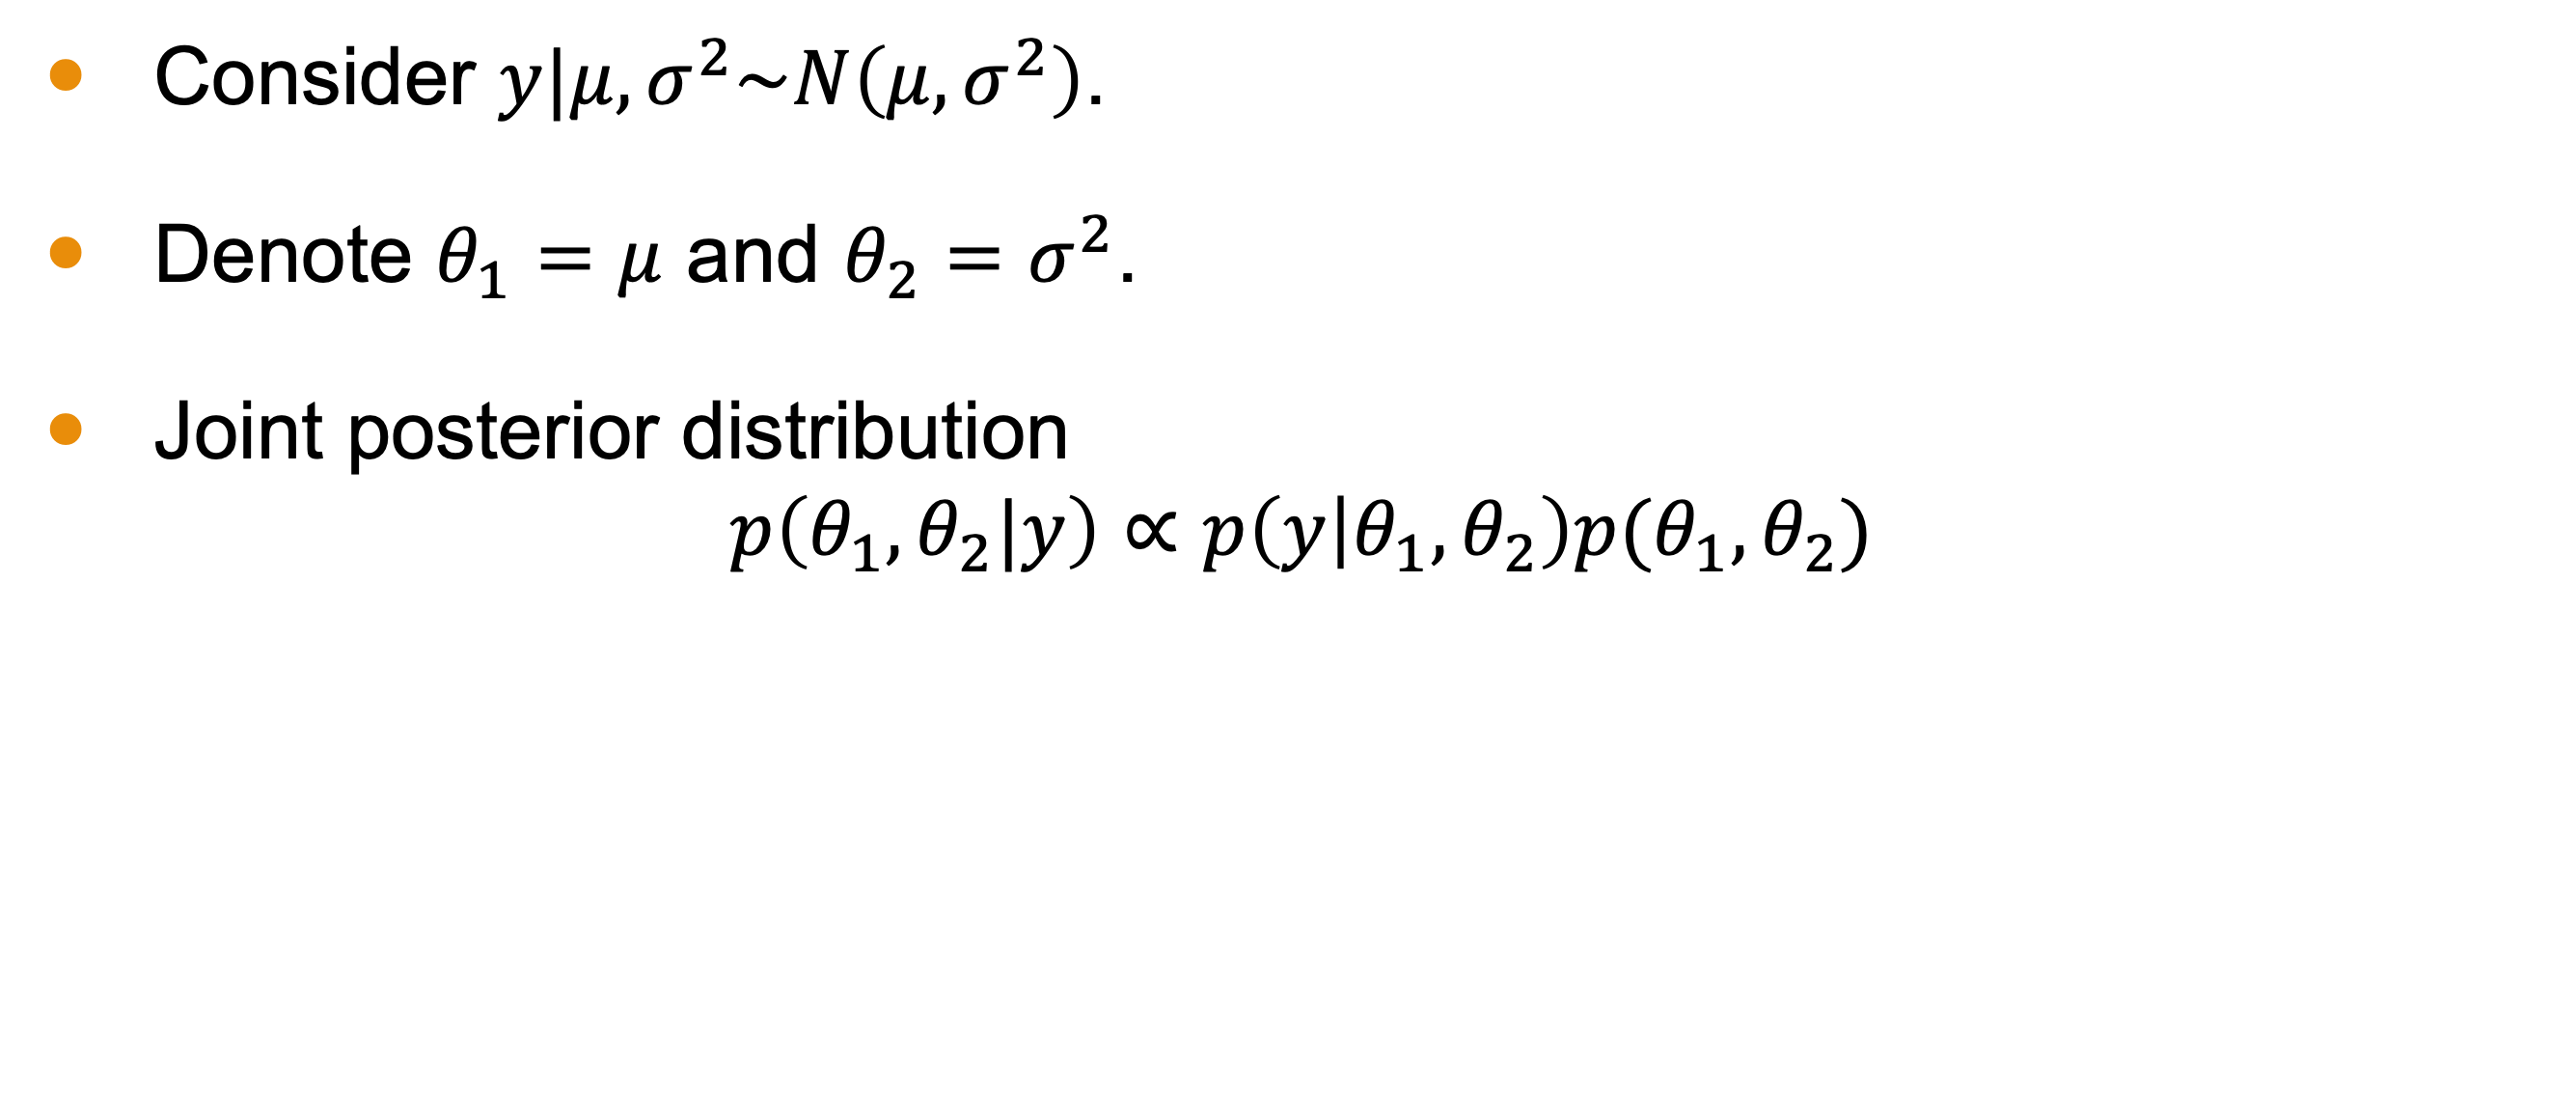 • Consider y|μ, σ²~N(μ, σ²).
• Denote θ₁ = μ and θ₂ = σ².
• Joint posterior distribution
p(θ₁, θ₂|y) ∝ p(y|θ₁, θ₂)p(θ₁, θ₂)